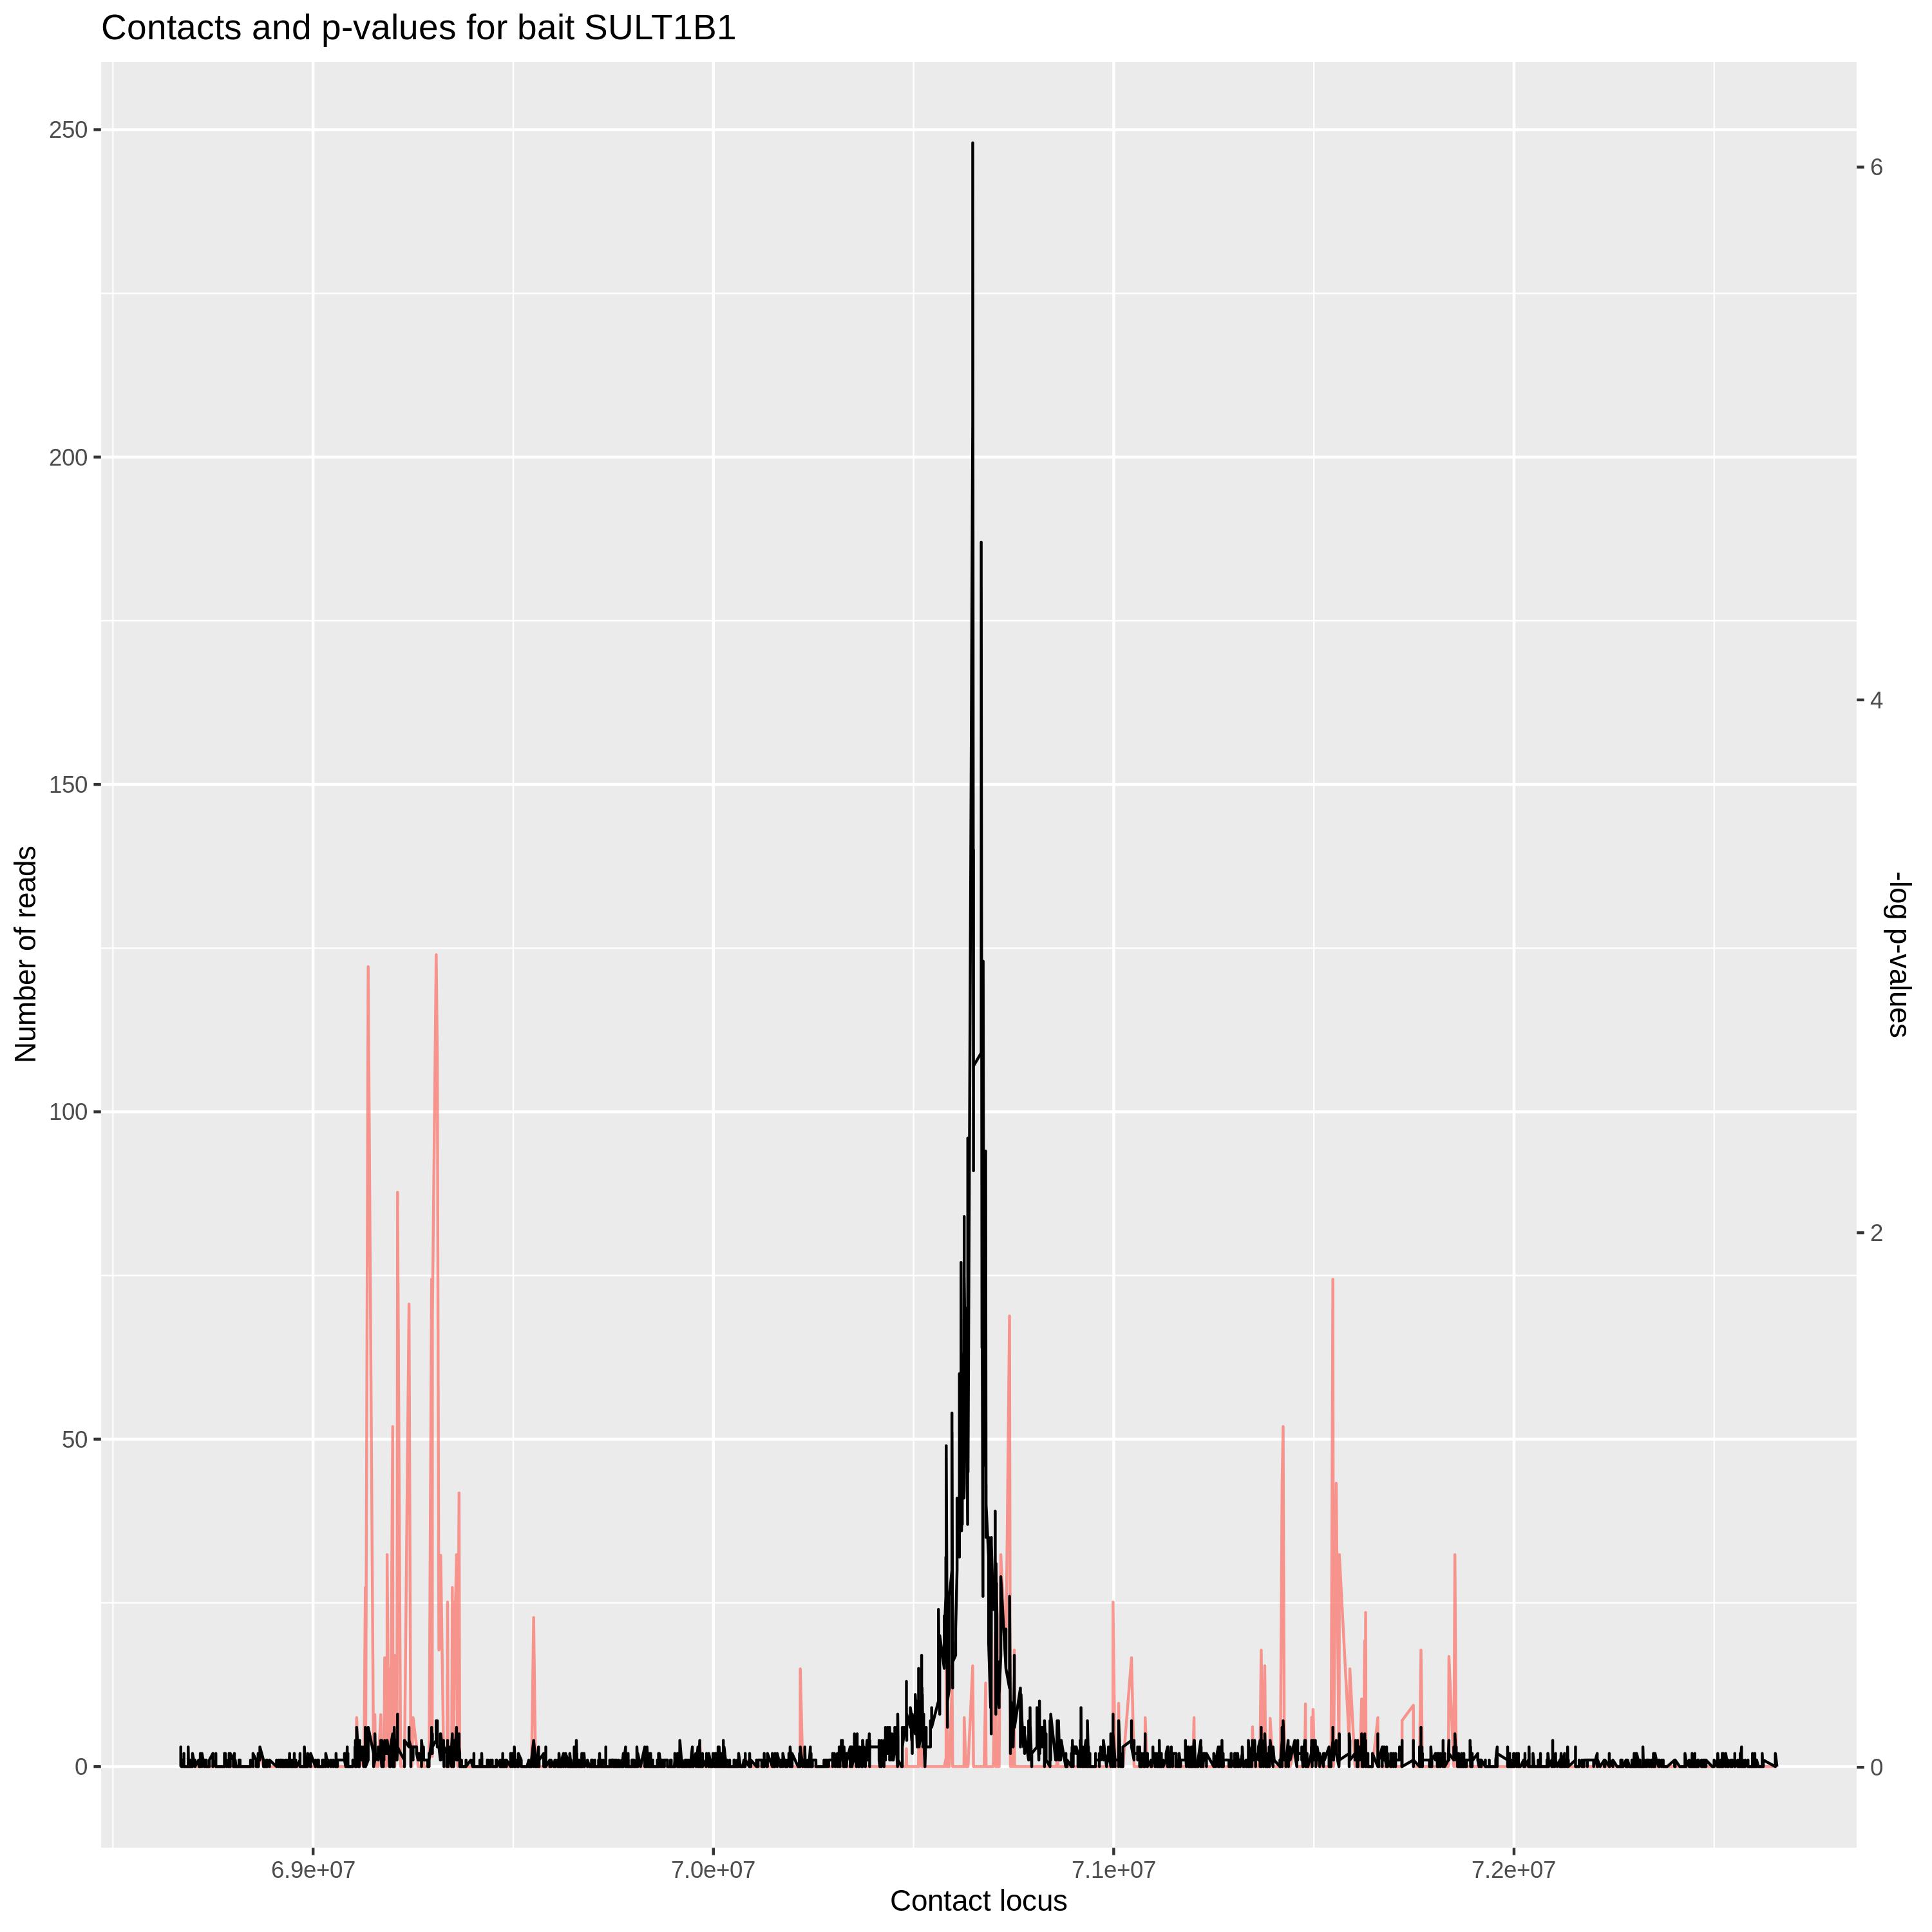 Contacts and p-values for bait SULT1B1
250
200
150
100
50
0
Number of reads
6
4
2
0
-log p-values
6.9e+07
7.0e+07
7.1e+07
7.2e+07
Contact locus